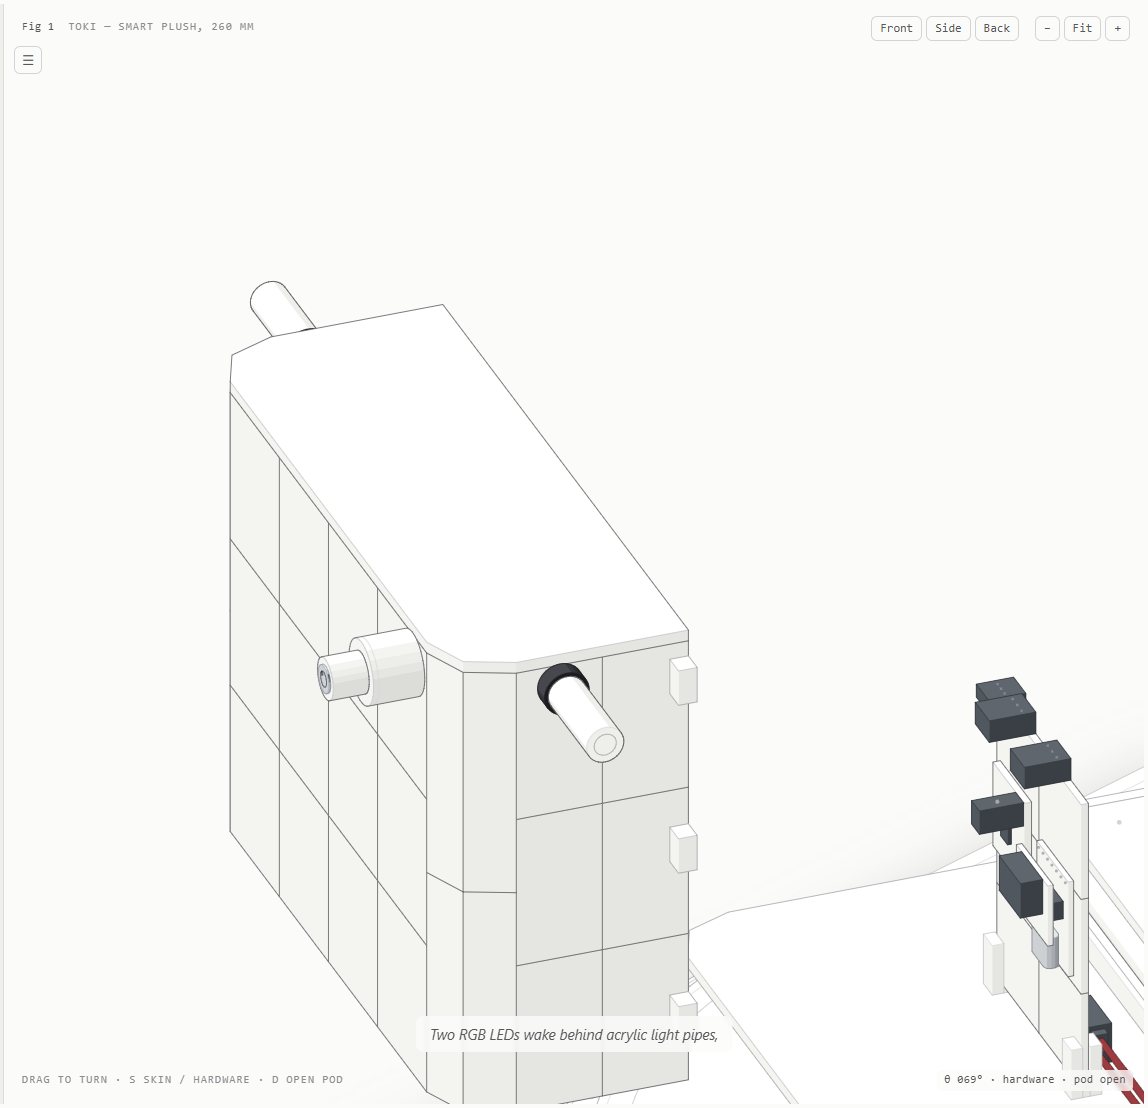 Fig 1 TOKI — SMART PLUSH, 260 MM
Front Side Back − Fit +
Two RGB LEDs wake behind acrylic light pipes,
DRAG TO TURN · S SKIN / HARDWARE · D OPEN POD
θ 069° · hardware · pod open